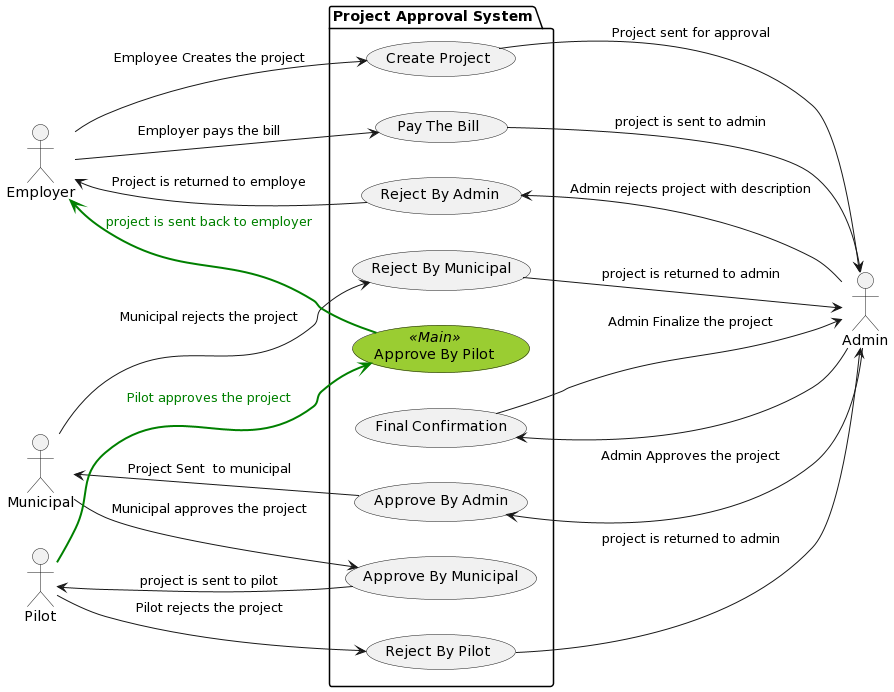 Project Approval System
Project sent for approval
Employee Creates the project
Create Project
project is sent to admin
Employer pays the bill
Pay The Bill
Project is returned to employe
Admin rejects project with description
Employer
Reject By Admin
project is sent back to employer
Reject By Municipal
project is returned to admin
Municipal rejects the project
Admin Finalize the project
«Main»
Admin
Approve By Pilot
Pilot approves the project
Final Confirmation
Admin Approves the project
Project Sent  to municipal
Municipal
Approve By Admin
Municipal approves the project
project is returned to admin
project is sent to pilot
Approve By Municipal
Pilot rejects the project
Pilot
Reject By Pilot